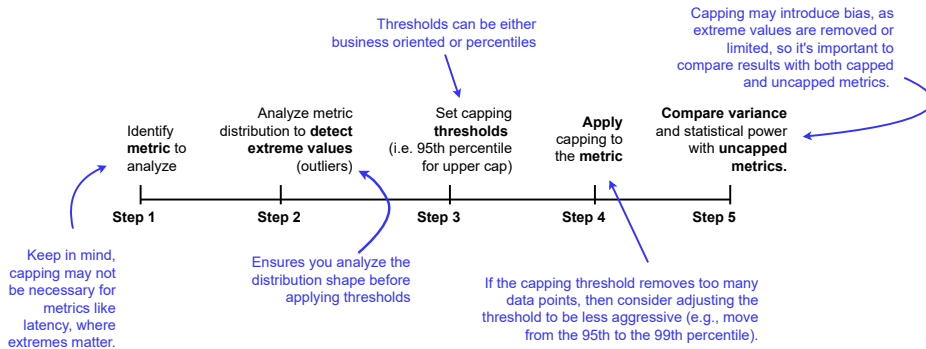 Thresholds can be either
business oriented or percentiles
Capping may introduce bias, as
extreme values are removed or
limited, so it's important to
compare results with both capped
and uncapped metrics.
Identify
metric to
analyze
Analyze metric
distribution to detect
extreme values
(outliers)
Set capping
thresholds
(i.e. 95th percentile
for upper cap)
Apply
capping to
the metric
Compare variance
and statistical power
with uncapped
metrics.
Step 1
Step 2
Step 3
Step 4
Step 5
Keep in mind,
capping may not
be necessary for
metrics like
latency, where
extremes matter.
Ensures you analyze the
distribution shape before
applying thresholds
If the capping threshold removes too many
data points, then consider adjusting the
threshold to be less aggressive (e.g., move
from the 95th to the 99th percentile).